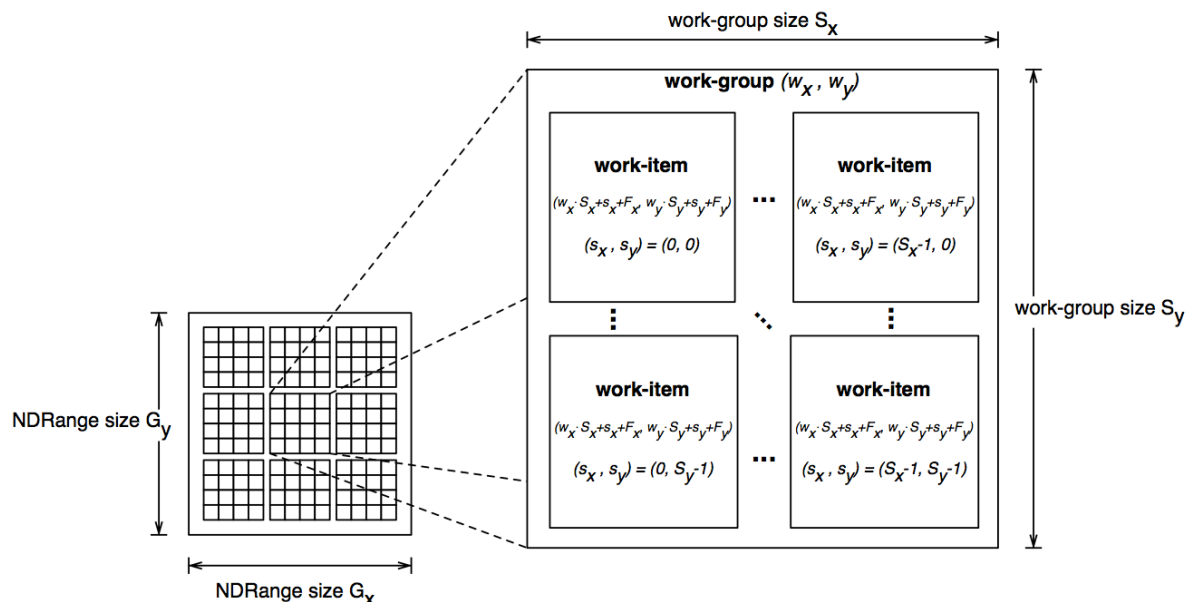 work-group size Sx
work-group (wx , wy)
work-item
(wx· Sx+sx+Fx, wy· Sy+sy+Fy)
(sx , sy) = (0, 0)
...
work-item
(wx· Sx+sx+Fx, wy· Sy+sy+Fy)
(sx , sy) = (Sx-1, 0)
work-group size Sy
work-item
(wx· Sx+sx+Fx, wy· Sy+sy+Fy)
(sx , sy) = (0, Sy-1)
...
work-item
(wx· Sx+sx+Fx, wy· Sy+sy+Fy)
(sx , sy) = (Sx-1, Sy-1)
NDRange size Gy
NDRange size Gx